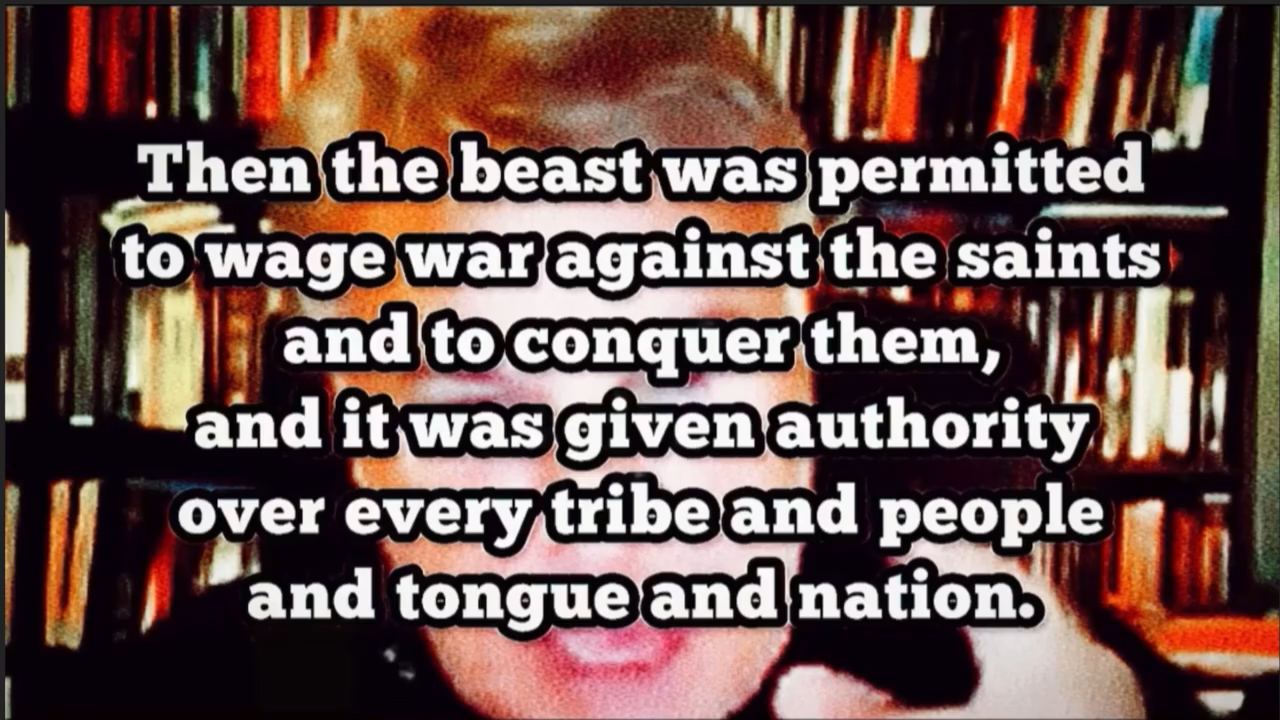 Then the beast was permitted
to wage war against the saints
and to conquer them,
and it was given authority
over every tribe and people
and tongue and nation.